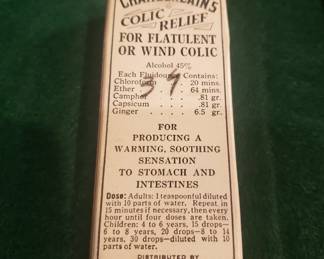 CHAMBERLAIN'S
COLIC RELIEF
FOR FLATULENT
OR WIND COLIC
Alcohol 45%
Each Fluidounce Contains:
Chloroform . . 20 mins.
Ether . . . . 64 mins.
Camphor . . . .81 gr.
Capsicum . . . .81 gr.
Ginger . . . . 6.5 gr.
39
FOR
PRODUCING A
WARMING, SOOTHING
SENSATION
TO STOMACH AND
INTESTINES
Dose: Adults: 1 teaspoonful diluted
with 10 parts of water. Repeat in
15 minutes if necessary, then every
hour until four doses are taken.
Children: 4 to 6 years, 15 drops—
6 to 8 years, 20 drops—8 to 14
years, 30 drops—diluted with 10
parts of water.
DISTRIBUTED BY